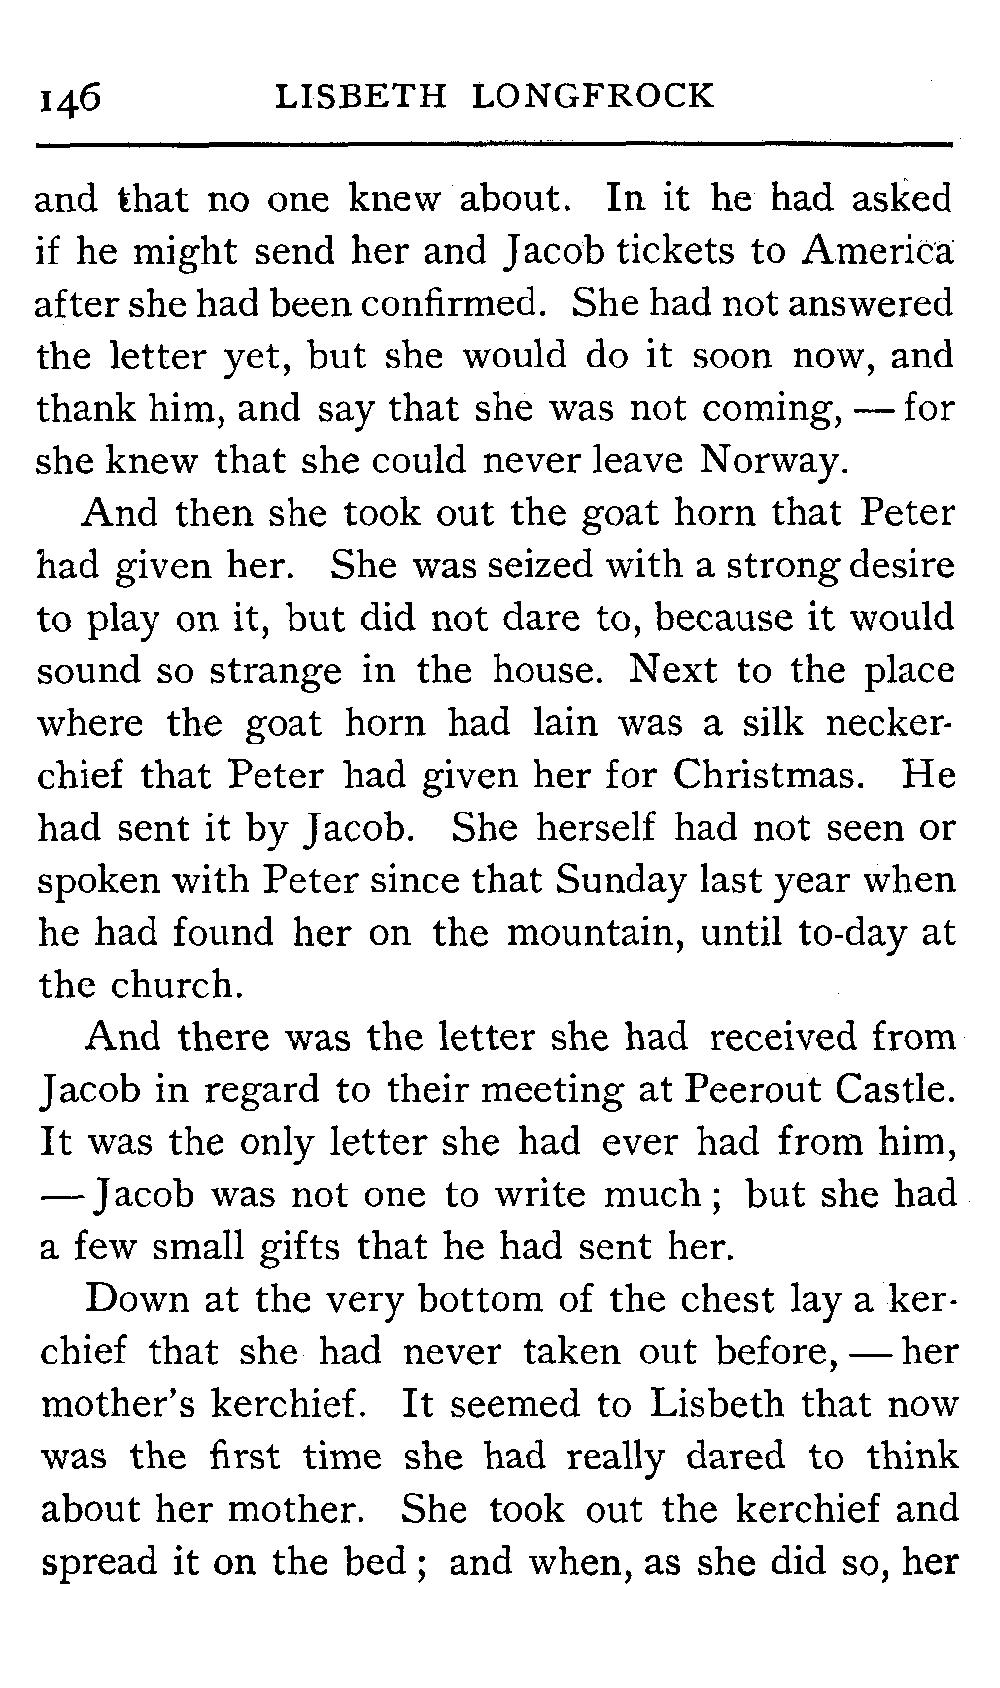 146 LISBETH LONGFROCK
and that no one knew about. In it he had asked
if he might send her and Jacob tickets to America
after she had been confirmed. She had not answered
the letter yet, but she would do it soon now, and
thank him, and say that she was not coming, — for
she knew that she could never leave Norway.
And then she took out the goat horn that Peter
had given her. She was seized with a strong desire
to play on it, but did not dare to, because it would
sound so strange in the house. Next to the place
where the goat horn had lain was a silk necker-
chief that Peter had given her for Christmas. He
had sent it by Jacob. She herself had not seen or
spoken with Peter since that Sunday last year when
he had found her on the mountain, until to-day at
the church.
And there was the letter she had received from
Jacob in regard to their meeting at Peerout Castle.
It was the only letter she had ever had from him,
— Jacob was not one to write much ; but she had
a few small gifts that he had sent her.
Down at the very bottom of the chest lay a ker-
chief that she had never taken out before, — her
mother's kerchief. It seemed to Lisbeth that now
was the first time she had really dared to think
about her mother. She took out the kerchief and
spread it on the bed ; and when, as she did so, her